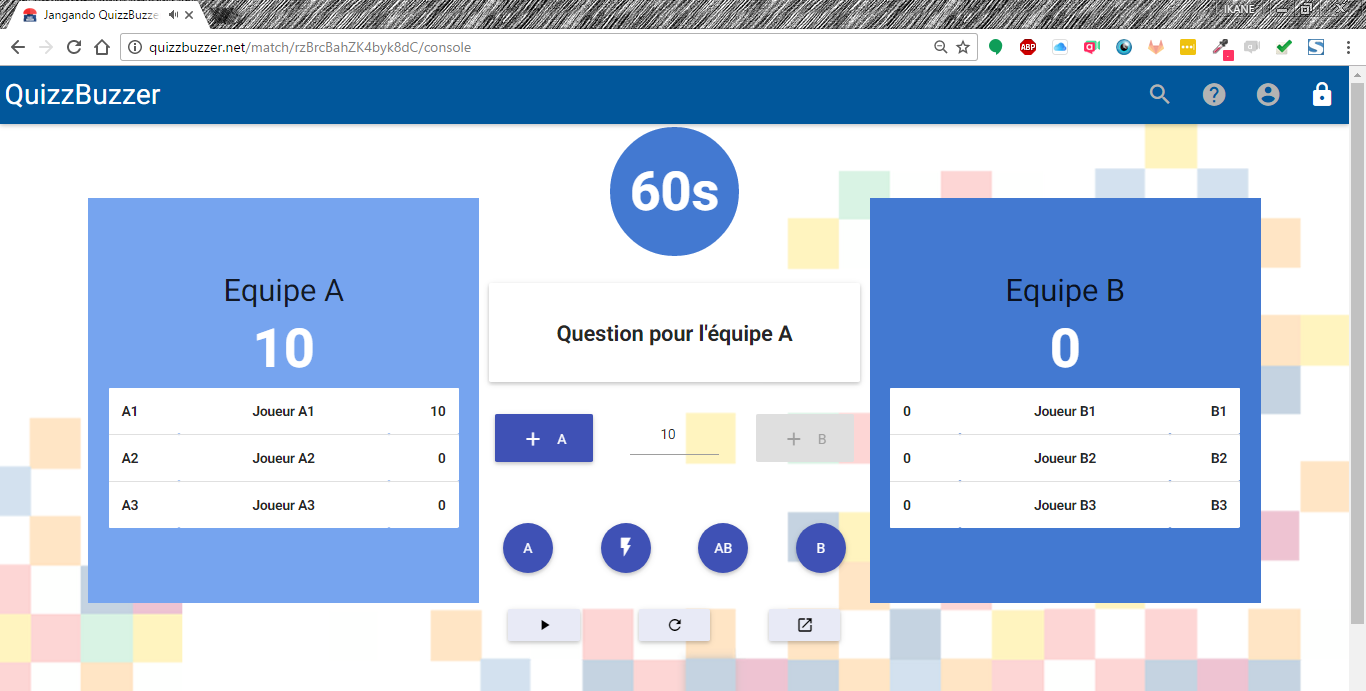 IKANE
Jangando QuizzBuzze
quizzbuzzer.net/match/rzBrcBahZK4byk8dC/console
ABP
QuizzBuzzer
60s
Equipe A
10
A1 Joueur A1 10
A2 Joueur A2 0
A3 Joueur A3 0
Question pour l'équipe A
+ A 10 + B
A AB B
Equipe B
0
0 Joueur B1 B1
0 Joueur B2 B2
0 Joueur B3 B3